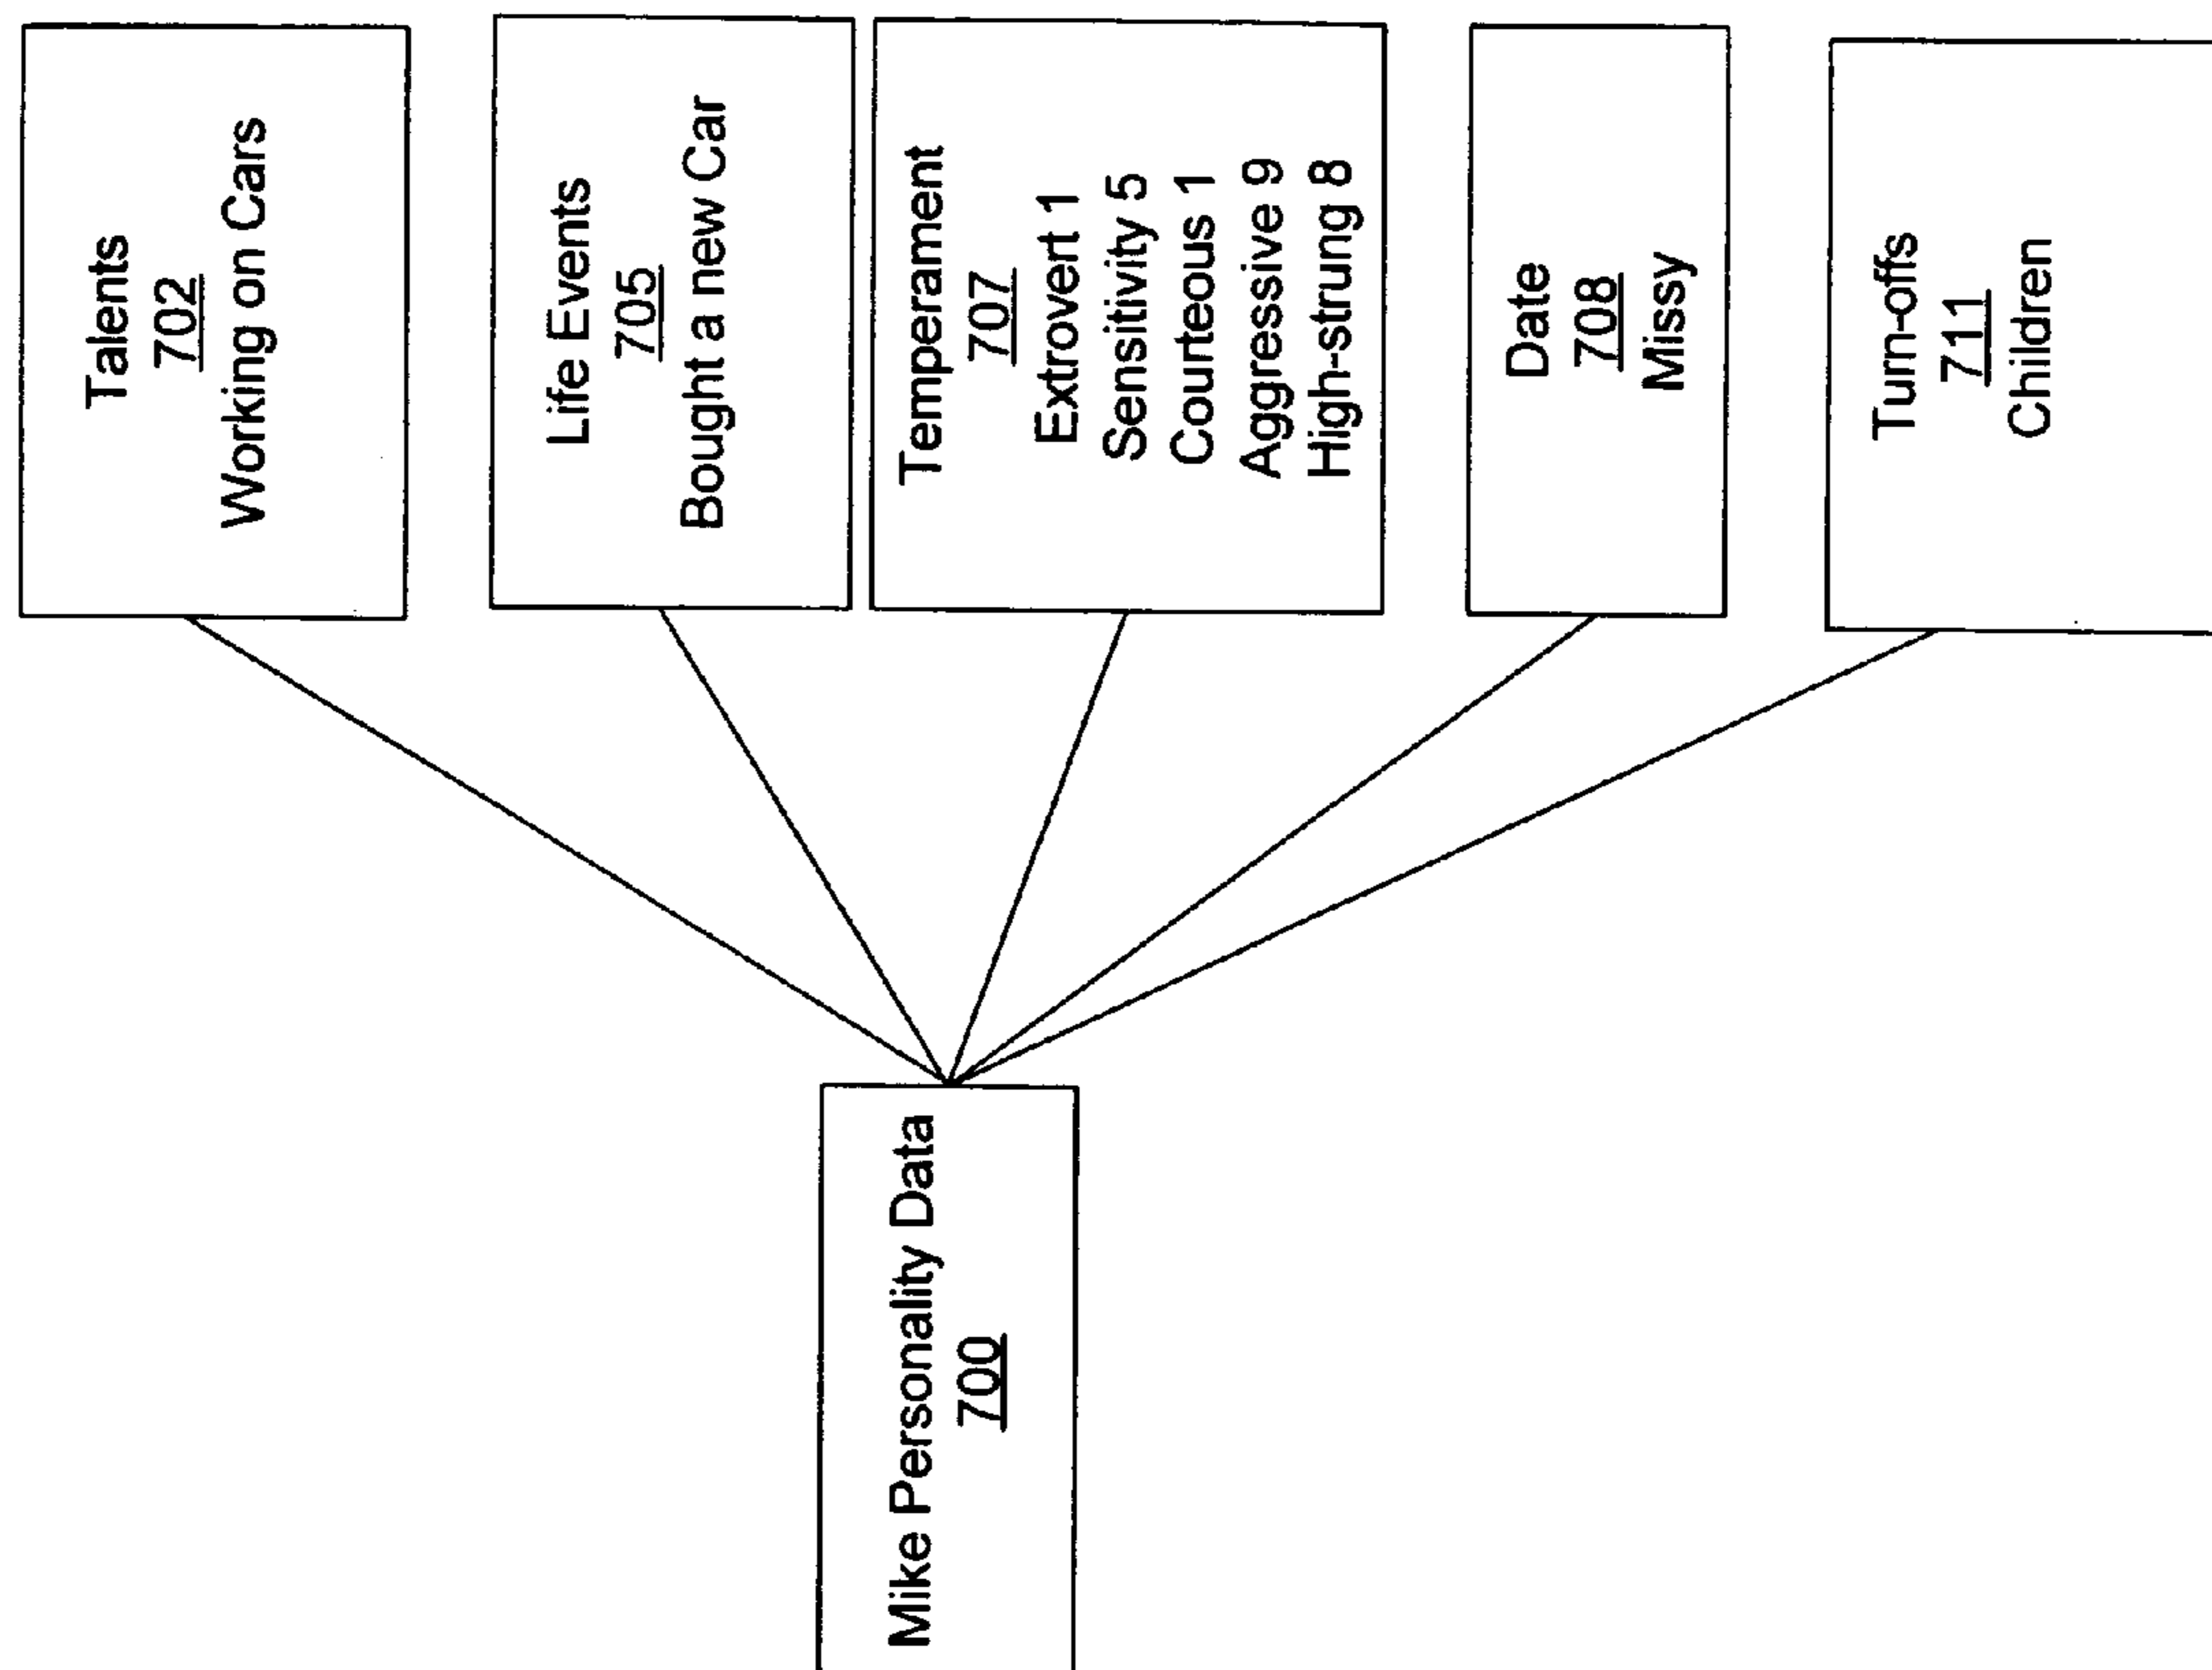 Mike Personality Data
700
Talents
702
Working on Cars
Life Events
705
Bought a new Car
Temperament
707
Extrovert 1
Sensitivity 5
Courteous 1
Aggressive 9
High-strung 8
Date
708
Missy
Turn-offs
711
Children